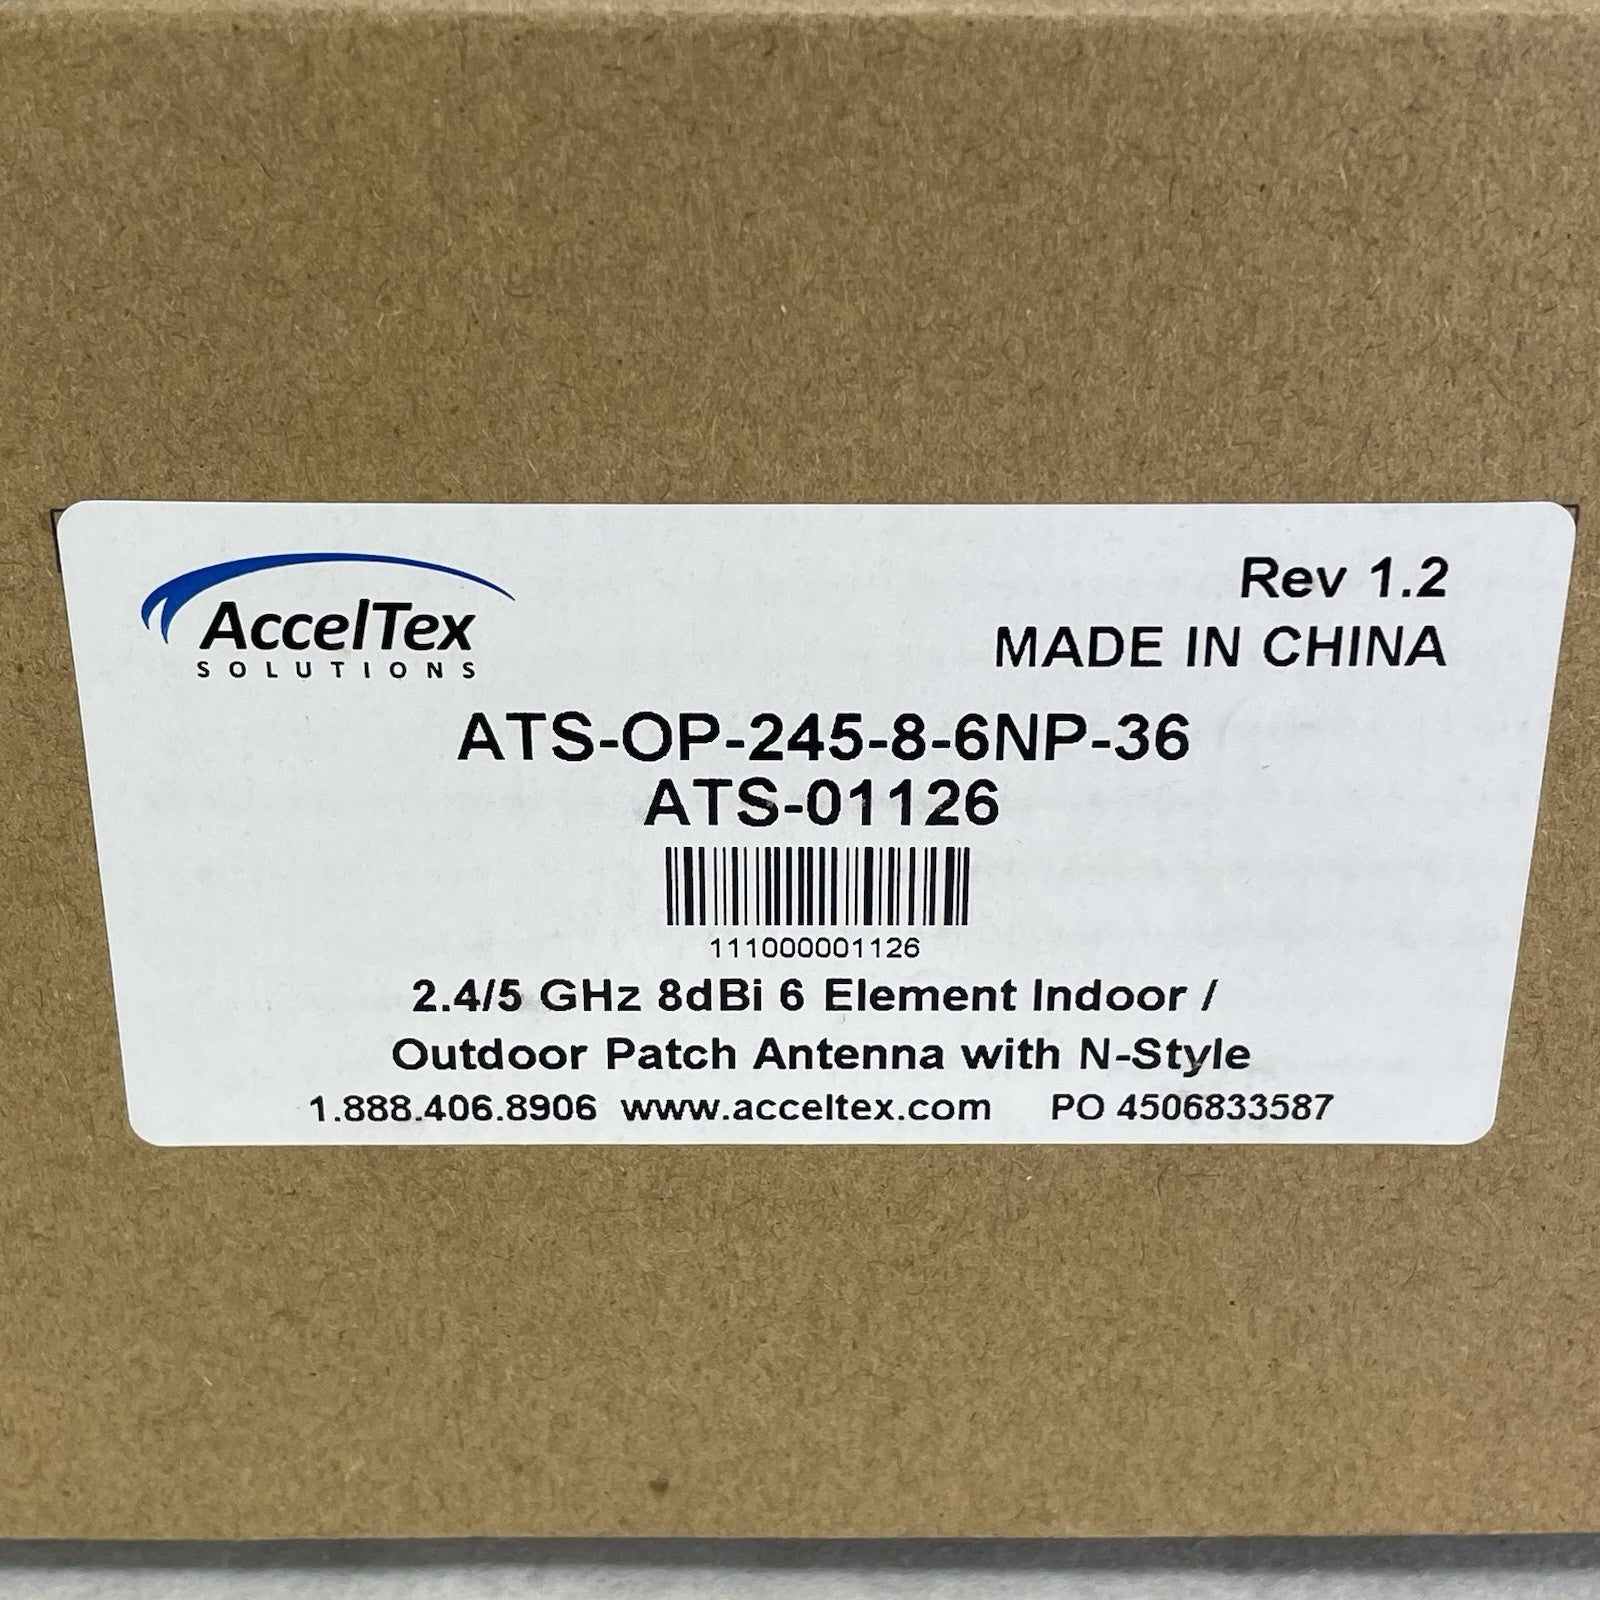 AccelTex
SOLUTIONS
Rev 1.2
MADE IN CHINA
ATS-OP-245-8-6NP-36
ATS-01126
111000001126
2.4/5 GHz 8dBi 6 Element Indoor /
Outdoor Patch Antenna with N-Style
1.888.406.8906 www.acceltex.com PO 4506833587